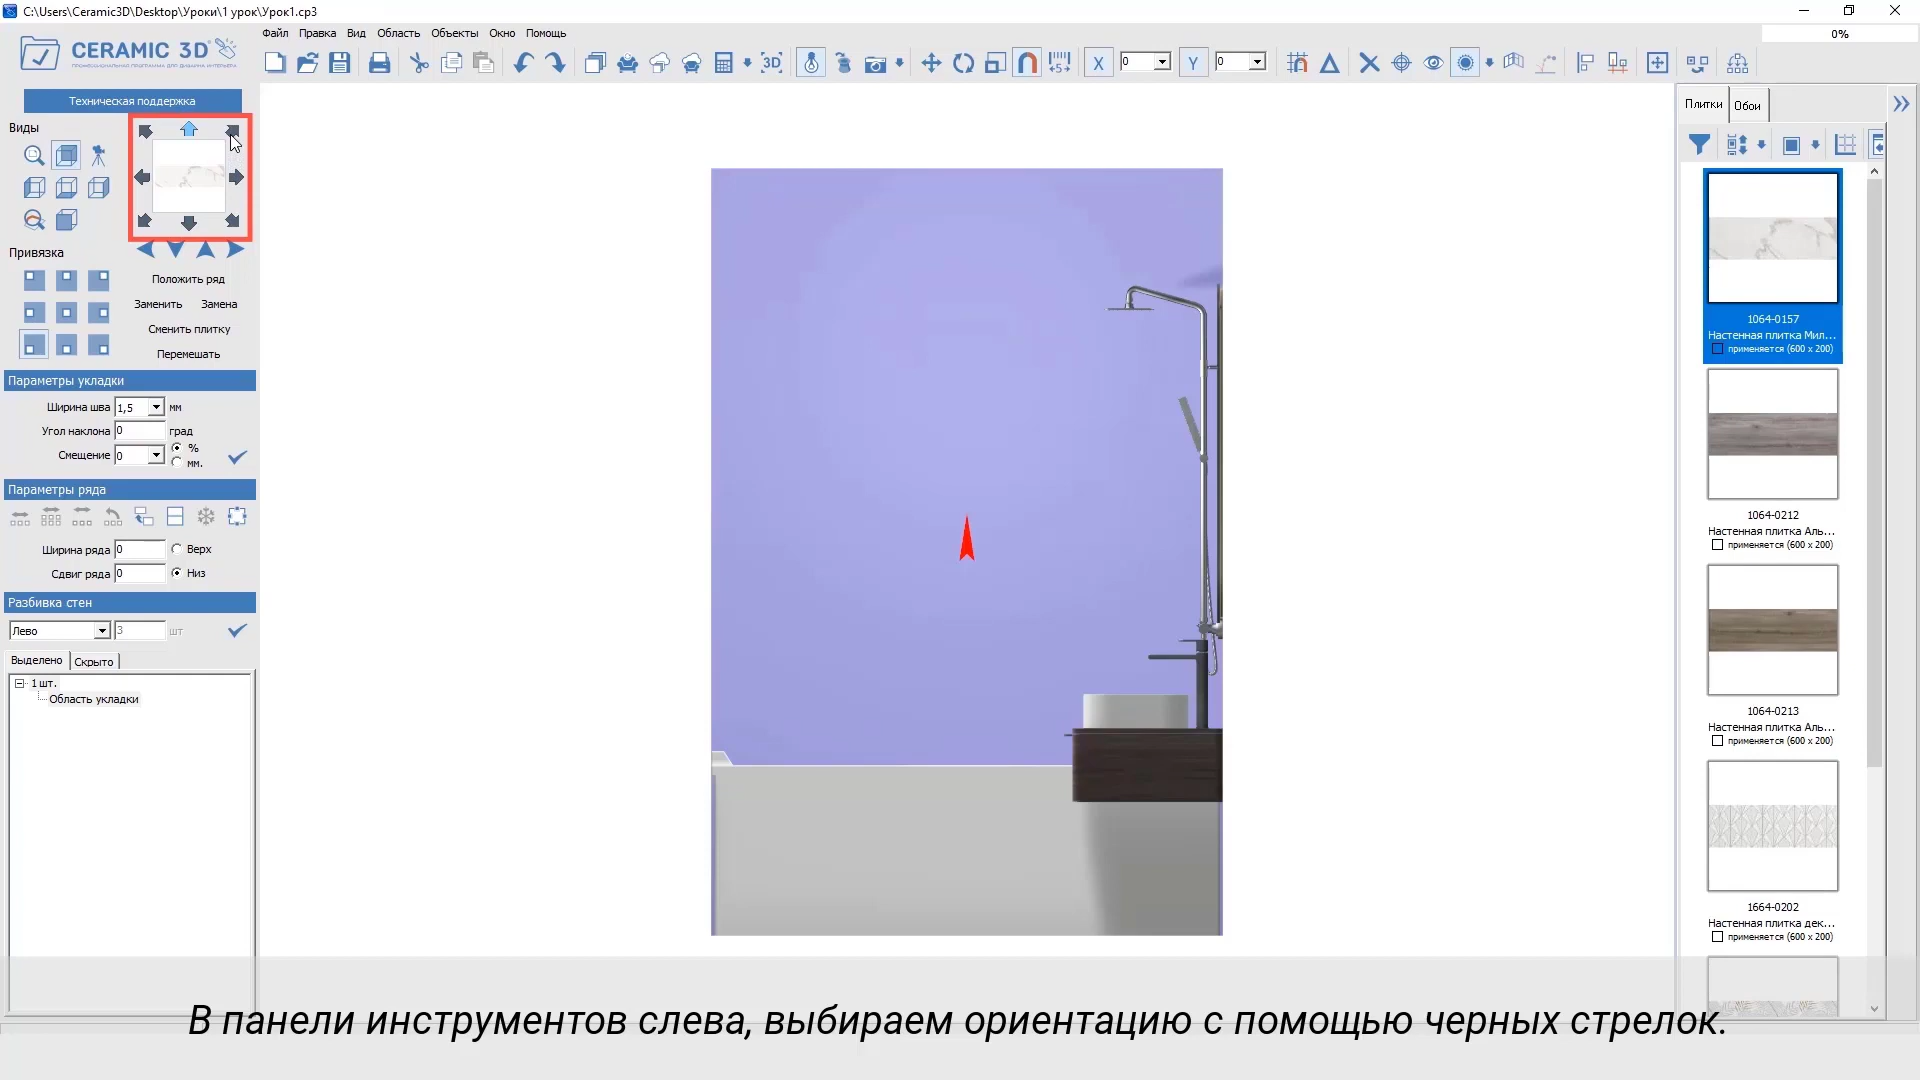 C:\Users\Ceramic3D\Desktop\Уроки\1 урок\Урок1.cp3
0%
CERAMIC 3D
Файл Правка Вид Область Объекты Окно Помощь
3D
5
X 0 Y 0
Техническая поддержка
Виды
Привязка
Положить ряд
Заменить Замена
Сменить плитку
Перемешать
Параметры укладки
Ширина шва 1,5 мм
Угол наклона 0 град
Смещение 0 % мм.
Параметры ряда
Ширина ряда 0 Верх
Сдвиг ряда 0 Низ
Разбивка стен
Лево 3 шт
Выделено Скрыто
1 шт.
Область укладки
Плитки Обои
1064-0157
Настенная плитка Мил...
применяется (600 x 200)
1064-0212
Настенная плитка Аль...
применяется (600 x 200)
1064-0213
Настенная плитка Аль...
применяется (600 x 200)
1664-0202
Настенная плитка дек...
применяется (600 x 200)
В панели инструментов слева, выбираем ориентацию с помощью черных стрелок.